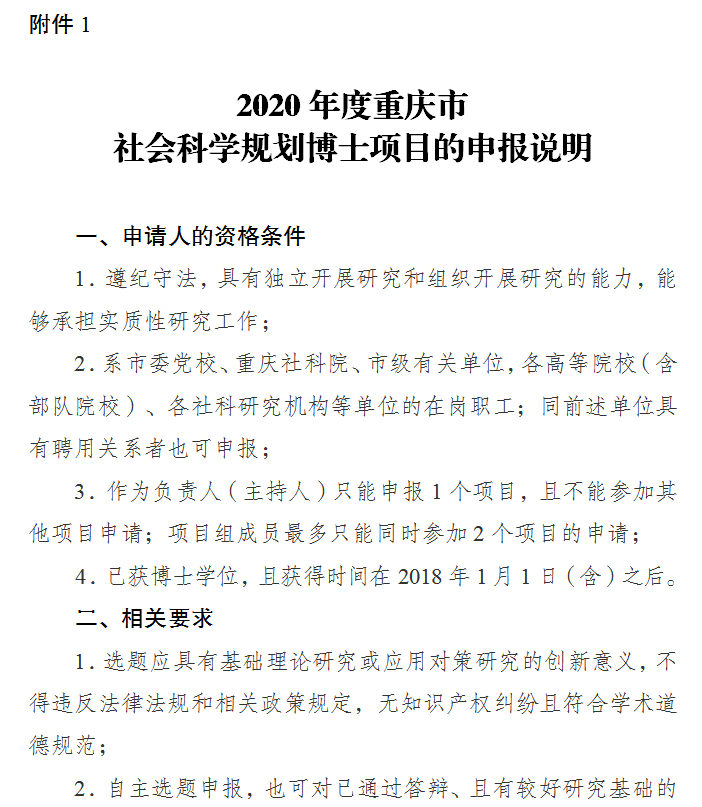 附件 1
2020 年度重庆市
社会科学规划博士项目的申报说明
一、申请人的资格条件
1. 遵纪守法，具有独立开展研究和组织开展研究的能力，能
够承担实质性研究工作；
2. 系市委党校、重庆社科院、市级有关单位，各高等院校（含
部队院校）、各社科研究机构等单位的在岗职工；同前述单位具
有聘用关系者也可申报；
3. 作为负责人（主持人）只能申报 1 个项目，且不能参加其
他项目申请；项目组成员最多只能同时参加 2 个项目的申请；
4. 已获博士学位，且获得时间在 2018 年 1 月 1 日（含）之后。
二、相关要求
1. 选题应具有基础理论研究或应用对策研究的创新意义，不
得违反法律法规和相关政策规定，无知识产权纠纷且符合学术道
德规范；
2. 自主选题申报，也可对已通过答辩、且有较好研究基础的